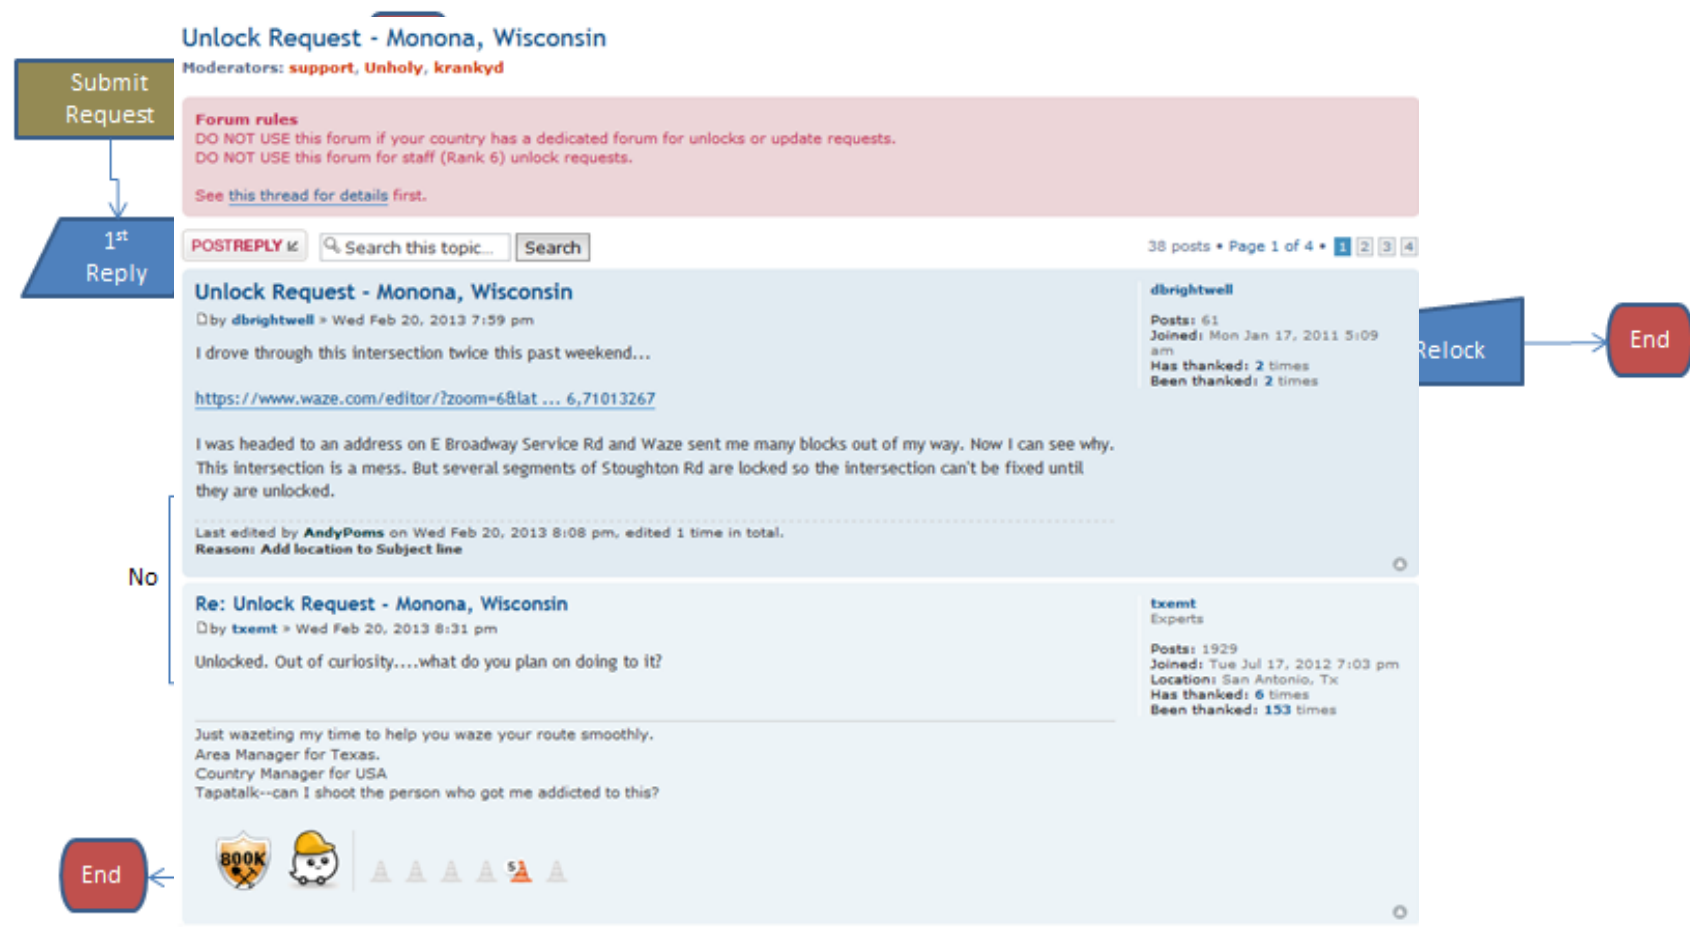 Unlock Request - Monona, Wisconsin
Moderators: support, Unholy, krankyd
Submit
Request
Forum rules
DO NOT USE this forum if your country has a dedicated forum for unlocks or update requests.
DO NOT USE this forum for staff (Rank 6) unlock requests.
See this thread for details first.
1st
Reply
POSTREPLY
Search this topic...
Search
38 posts • Page 1 of 4 • 1 2 3 4
Unlock Request - Monona, Wisconsin
by dbrightwell » Wed Feb 20, 2013 7:59 pm
I drove through this intersection twice this past weekend...
https://www.waze.com/editor/?zoom=6&lat ... 6,71013267
I was headed to an address on E Broadway Service Rd and Waze sent me many blocks out of my way. Now I can see why.
This intersection is a mess. But several segments of Stoughton Rd are locked so the intersection can't be fixed until
they are unlocked.
Last edited by AndyPoms on Wed Feb 20, 2013 8:08 pm, edited 1 time in total.
Reason: Add location to Subject line
dbrightwell
Posts: 61
Joined: Mon Jan 17, 2011 5:09
am
Has thanked: 2 times
Been thanked: 2 times
Relock
End
No
Re: Unlock Request - Monona, Wisconsin
by txemt » Wed Feb 20, 2013 8:31 pm
Unlocked. Out of curiosity....what do you plan on doing to it?
Just wazeting my time to help you waze your route smoothly.
Area Manager for Texas.
Country Manager for USA
Tapatalk--can I shoot the person who got me addicted to this?
800K
5
txemt
Experts
Posts: 1929
Joined: Tue Jul 17, 2012 7:03 pm
Location: San Antonio, Tx
Has thanked: 6 times
Been thanked: 153 times
End